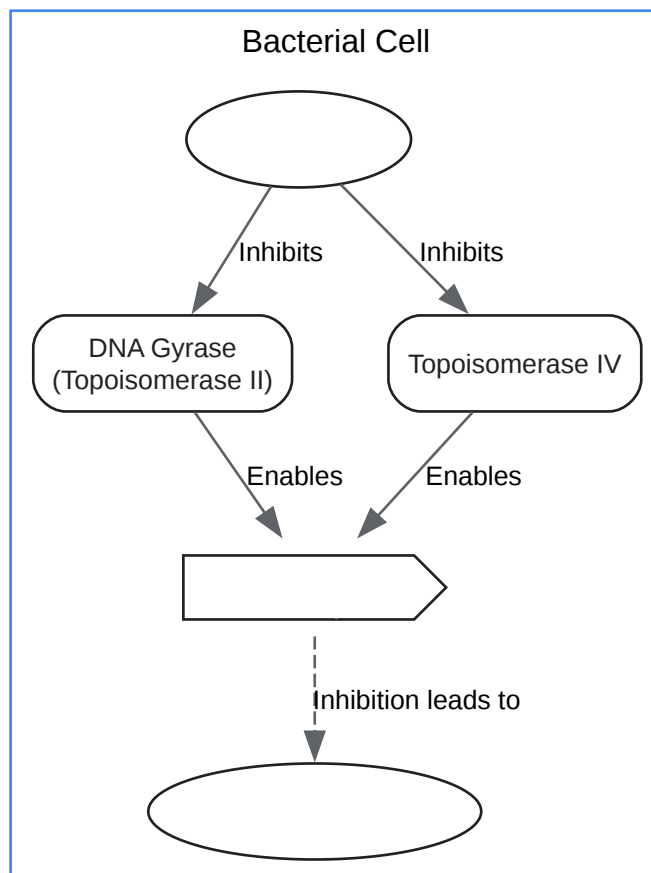 Bacterial Cell
Inhibits
Inhibits
DNA Gyrase
(Topoisomerase II)
Topoisomerase IV
Enables
Enables
Inhibition leads to